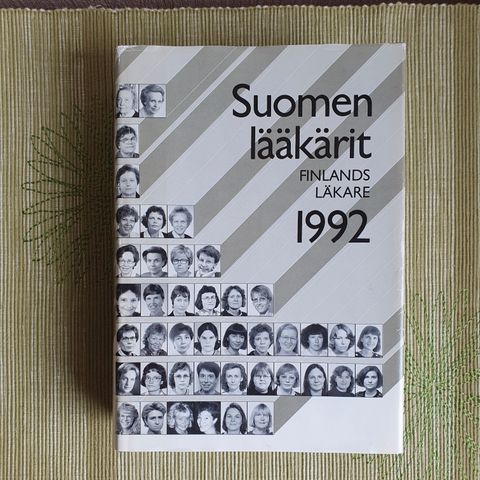 Suomen
lääkärit
FINLANDS
LÄKARE
1992